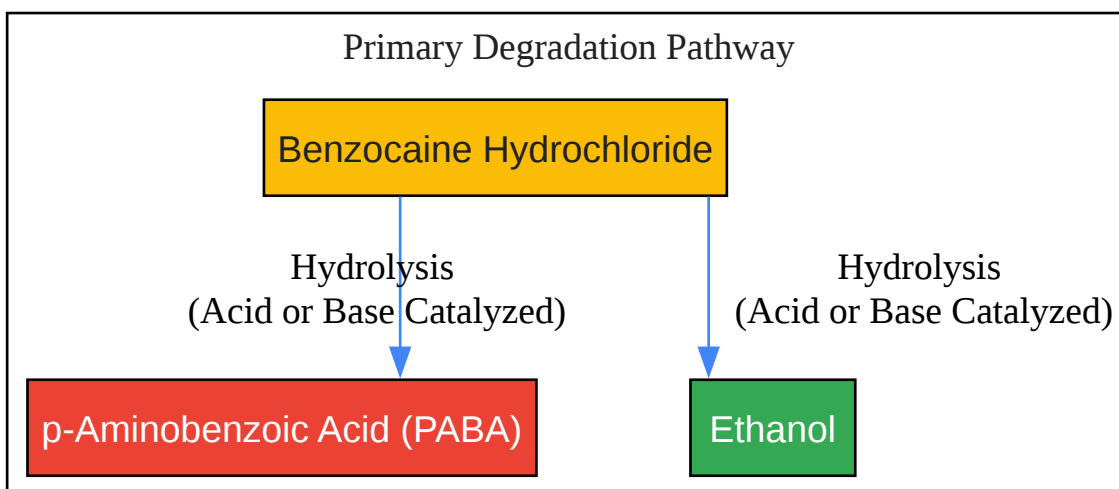 Primary Degradation Pathway
Benzocaine Hydrochloride
Hydrolysis
(Acid or Base Catalyzed)
Hydrolysis
(Acid or Base Catalyzed)
p-Aminobenzoic Acid (PABA)
Ethanol